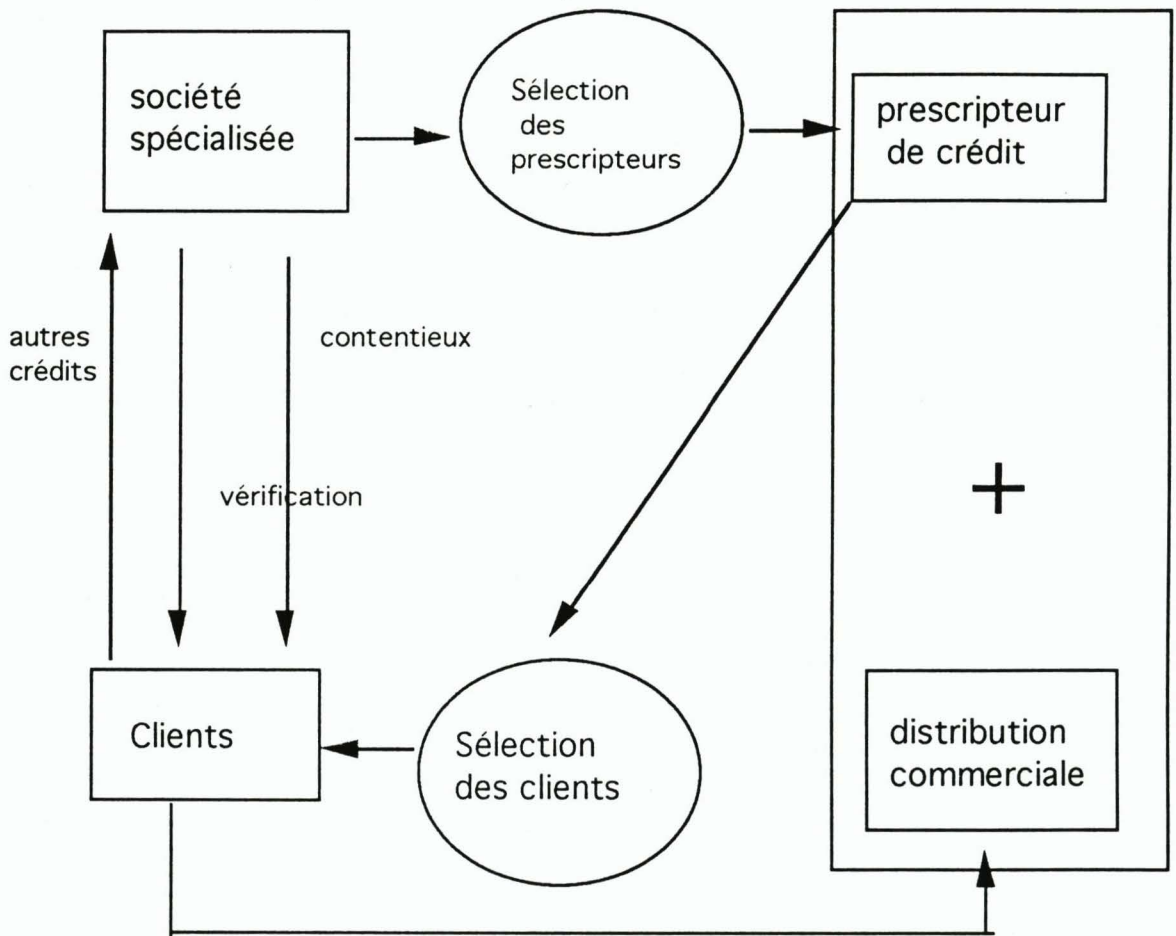 société
spécialisée
Sélection
des
prescripteurs
prescripteur
de crédit
autres
crédits
contentieux
vérification
+
Clients
Sélection
des clients
distribution
commerciale